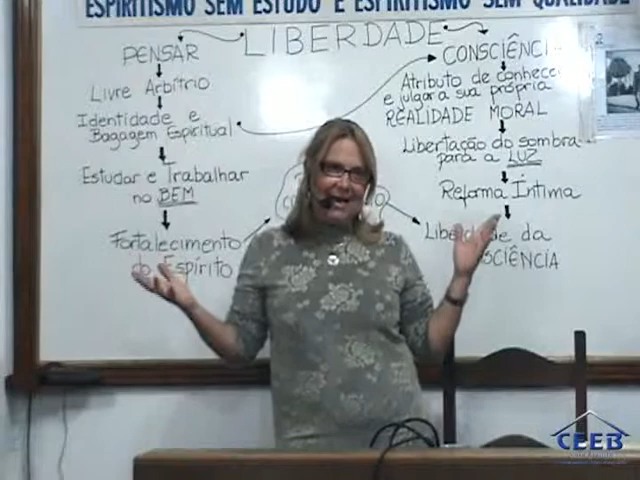 ESPIRITISMO SEM ESTUDO É ESPIRITISMO SEM QUALIDADE
LIBERDADE
PENSAR
Livre Arbítrio
Identidade e
Bagagem Espiritual
Estudar e Trabalhar
no BEM
Fortalecimento
do Espírito
CONSCIÊNCIA
Atributo de conhecer
e julgar a sua própria
REALIDADE MORAL
Libertação do sombra
para a LUZ
Reforma Íntima
Liberdade da
CONSCIÊNCIA
CEEB